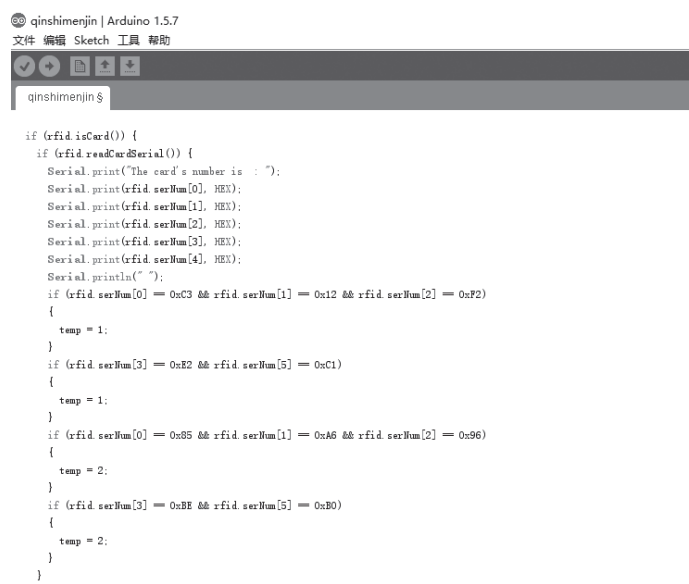 qinshimenjin | Arduino 1.5.7
文件 编辑 Sketch 工具 帮助
qinshimenjin §
if (rfid.isCard()) {
if (rfid.readCardSerial()) {
Serial.print("The card's number is  : ");
Serial.print(rfid.serNum[0], HEX);
Serial.print(rfid.serNum[1], HEX);
Serial.print(rfid.serNum[2], HEX);
Serial.print(rfid.serNum[3], HEX);
Serial.print(rfid.serNum[4], HEX);
Serial.println(" ");
if (rfid.serNum[0] == 0xC3 && rfid.serNum[1] == 0x12 && rfid.serNum[2] == 0xF2)
{
temp = 1;
}
if (rfid.serNum[3] == 0xE2 && rfid.serNum[5] == 0xC1)
{
temp = 1;
}
if (rfid.serNum[0] == 0x85 && rfid.serNum[1] == 0xA6 && rfid.serNum[2] == 0x96)
{
temp = 2;
}
if (rfid.serNum[3] == 0xBE && rfid.serNum[5] == 0xB0)
{
temp = 2;
}
}